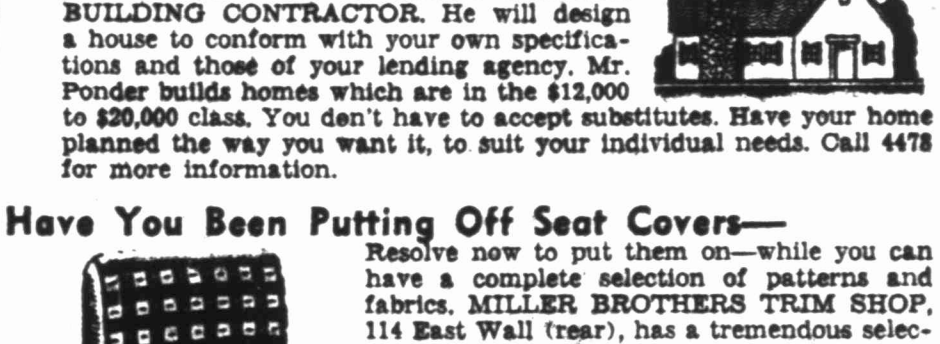 BUILDING CONTRACTOR. He will design
a house to conform with your own specifica-
tions and those of your lending agency. Mr.
Ponder builds homes which are in the $12,000
to $20,000 class. You don't have to accept substitutes. Have your home
planned the way you want it, to suit your individual needs. Call 4478
for more information.
Have You Been Putting Off Seat Covers—
Resolve now to put them on—while you can
have a complete selection of patterns and
fabrics. MILLER BROTHERS TRIM SHOP,
114 East Wall (rear), has a tremendous selec-